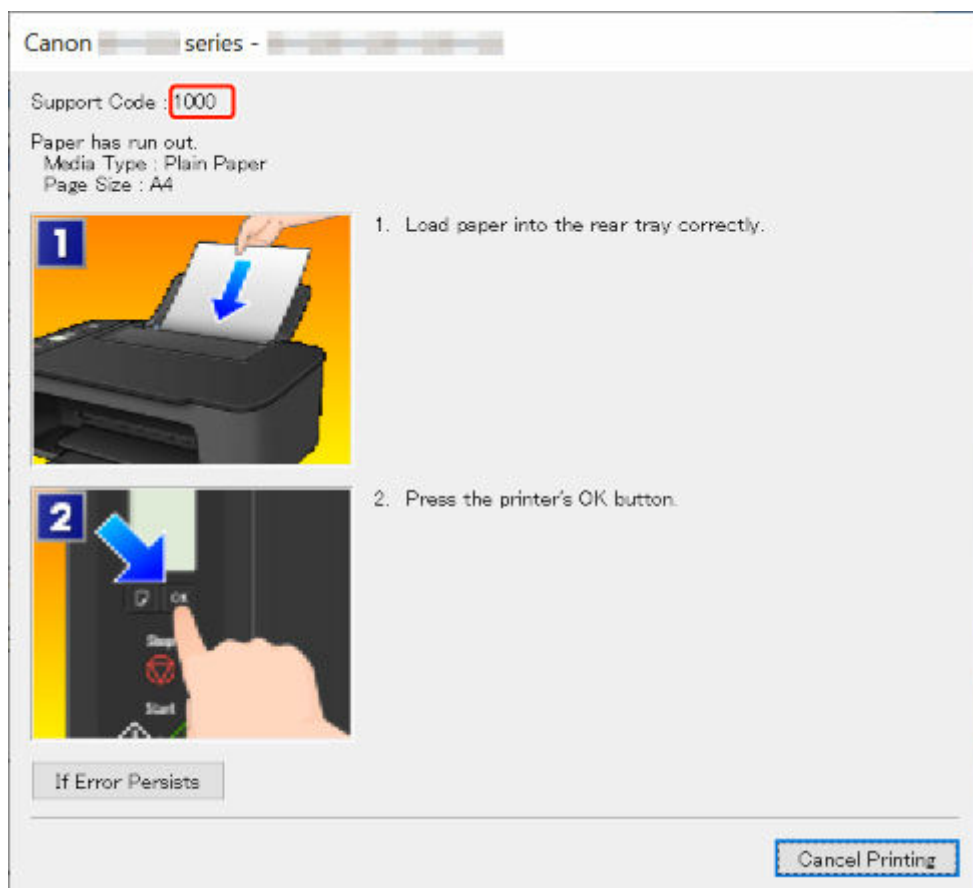 Canon series -
Support Code : 1000
Paper has run out.
Media Type : Plain Paper
Page Size : A4
1
1. Load paper into the rear tray correctly.
2
2. Press the printer's OK button.
OK
Stop
Start
If Error Persists
Cancel Printing